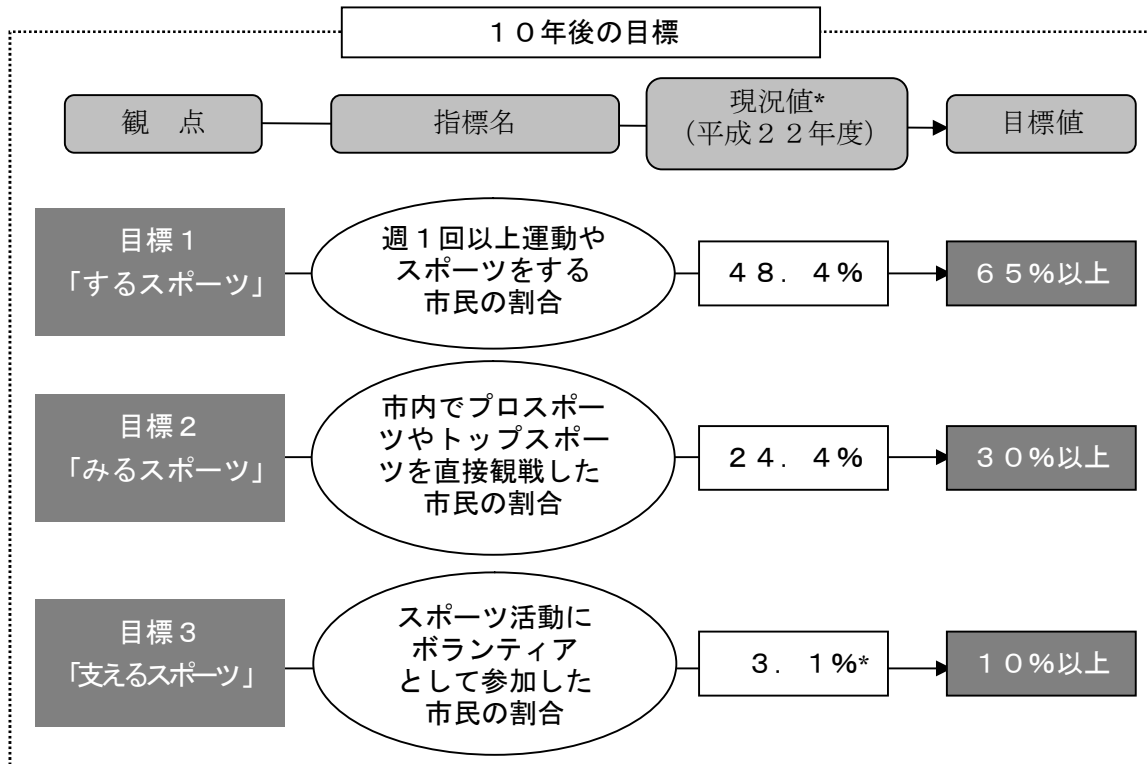 １０年後の目標
観　点
指標名
現況値*
（平成２２年度）
目標値
目標１
「するスポーツ」
週１回以上運動や
スポーツをする
市民の割合
４８．４％
６５％以上
目標２
「みるスポーツ」
市内でプロスポー
ツやトップスポー
ツを直接観戦した
市民の割合
２４．４％
３０％以上
目標３
「支えるスポーツ」
スポーツ活動に
ボランティア
として参加した
市民の割合
３．１％*
１０％以上